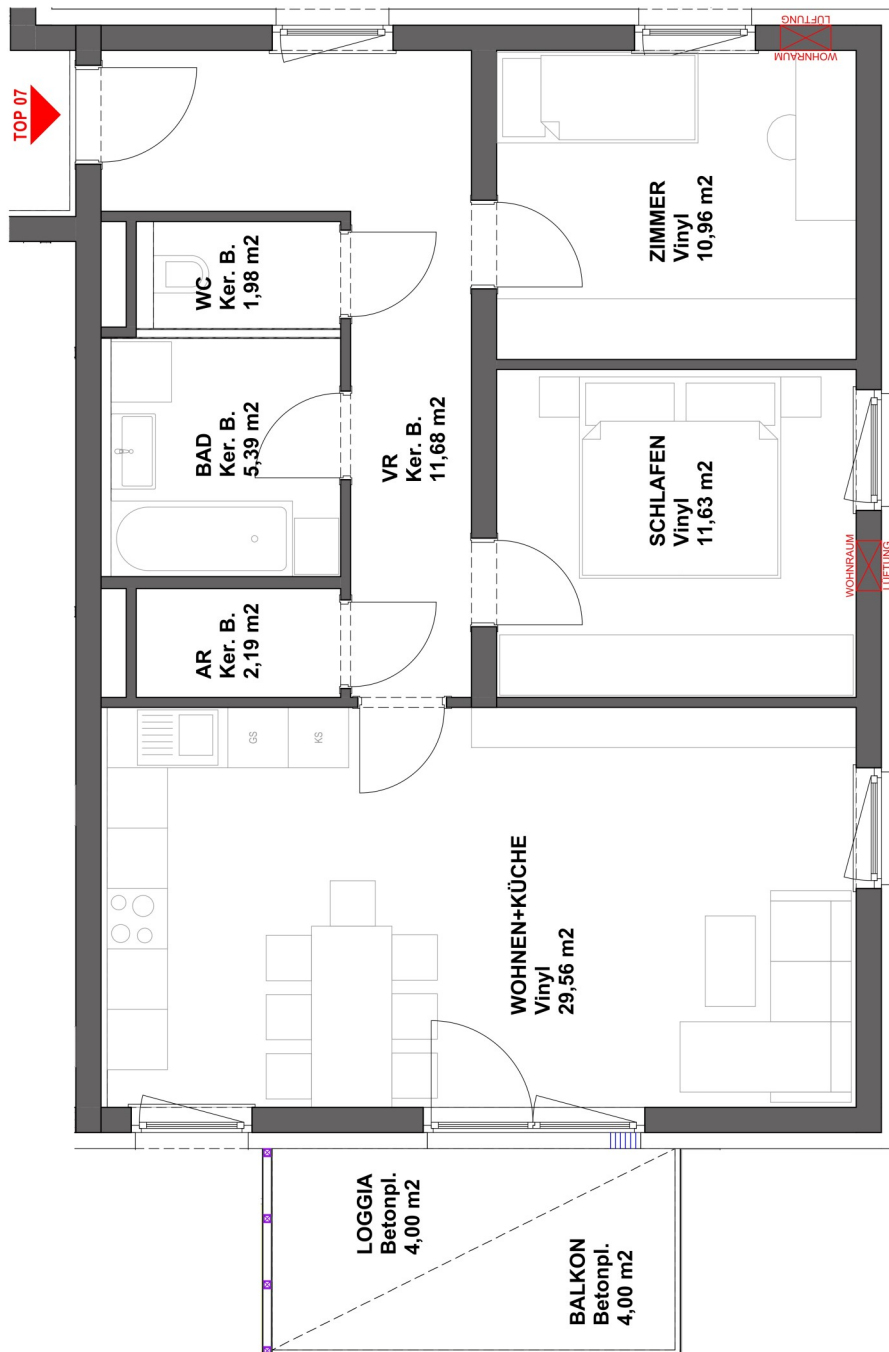 TOP 07
WC
Ker. B.
1,98 m2
BAD
Ker. B.
5,39 m2
AR
Ker. B.
2,19 m2
VR
Ker. B.
11,68 m2
ZIMMER
Vinyl
10,96 m2
WOHNRAUM
LÜFTUNG
SCHLAFEN
Vinyl
11,63 m2
WOHNRAUM
LÜFTUNG
GS
KS
WOHNEN+KÜCHE
Vinyl
29,56 m2
LOGGIA
Betonpl.
4,00 m2
BALKON
Betonpl.
4,00 m2